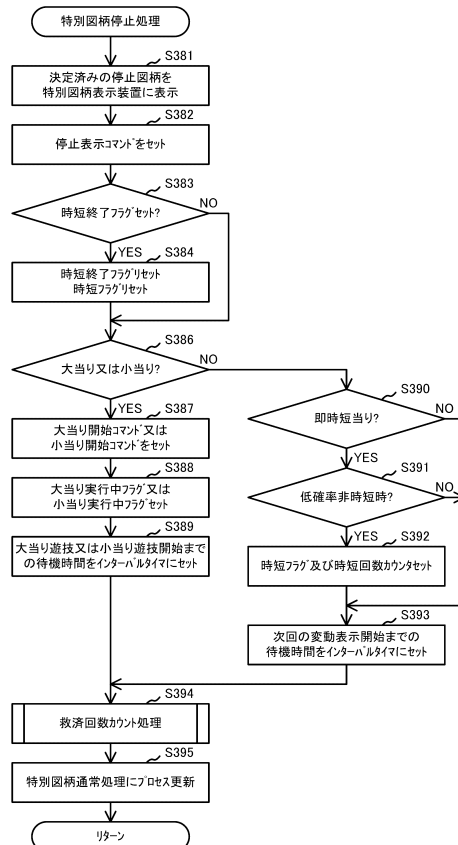 特別図柄停止処理
S381
決定済みの停止図柄を
特別図柄表示装置に表示
S382
停止表示コマンドをセット
S383
時短終了フラグセット?
NO
YES
S384
時短終了フラグリセット
時短フラグリセット
S386
大当り又は小当り?
NO
YES
S387
大当り開始コマンド又は
小当り開始コマンドをセット
S388
大当り実行中フラグ又は
小当り実行中フラグセット
S389
大当り遊技又は小当り遊技開始まで
の待機時間をインターバルタイマにセット
S390
即時短当り?
NO
YES
S391
低確率非時短時?
NO
YES
S392
時短フラグ及び時短回数カウンタセット
S393
次回の変動表示開始までの
待機時間をインターバルタイマにセット
S394
救済回数カウント処理
S395
特別図柄通常処理にプロセス更新
リターン